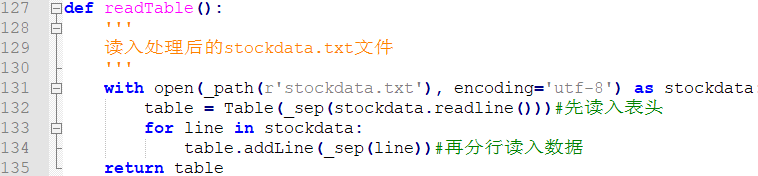 127 def readTable():
128     '''
129     读入处理后的stockdata.txt文件
130     '''
131     with open(_path(r'stockdata.txt'), encoding='utf-8') as stockdata:
132         table = Table(_sep(stockdata.readline()))#先读入表头
133         for line in stockdata:
134             table.addLine(_sep(line))#再分行读入数据
135     return table